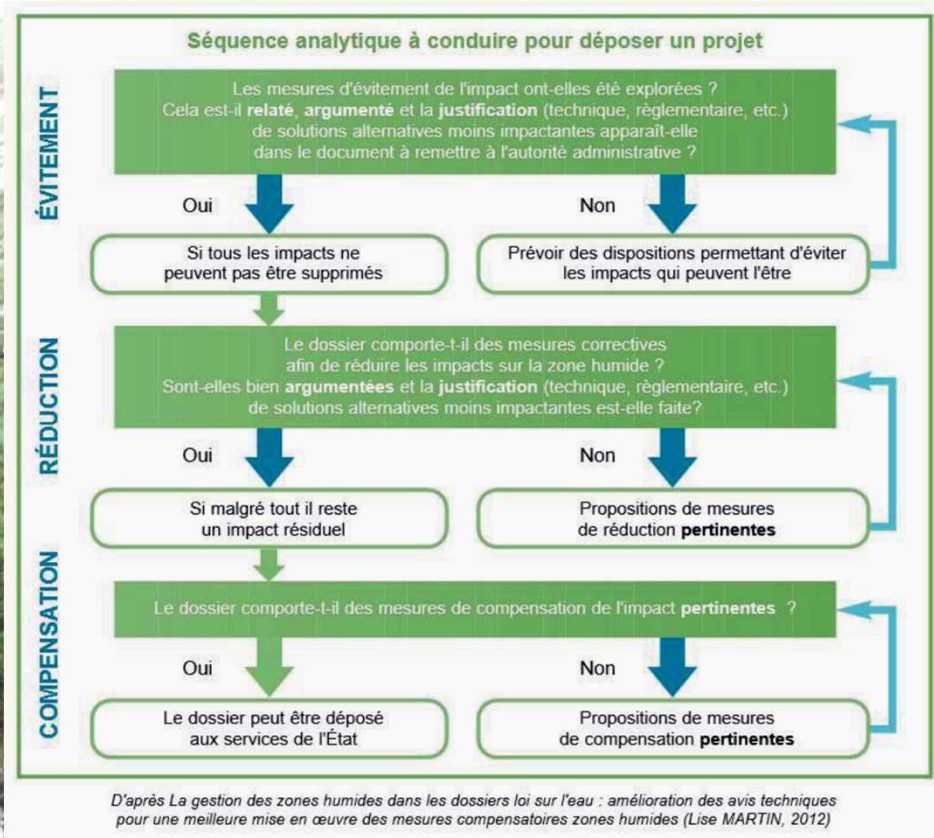 Séquence analytique à conduire pour déposer un projet
ÉVITEMENT
Les mesures d'évitement de l'impact ont-elles été explorées ?
Cela est-il relaté, argumenté et la justification (technique, règlementaire, etc.)
de solutions alternatives moins impactantes apparaît-elle
dans le document à remettre à l'autorité administrative ?
Oui
Non
Si tous les impacts ne
peuvent pas être supprimés
Prévoir des dispositions permettant d'éviter
les impacts qui peuvent l'être
RÉDUCTION
Le dossier comporte-t-il des mesures correctives
afin de réduire les impacts sur la zone humide ?
Sont-elles bien argumentées et la justification (technique, règlementaire, etc.)
de solutions alternatives moins impactantes est-elle faite?
Oui
Non
Si malgré tout il reste
un impact résiduel
Propositions de mesures
de réduction pertinentes
COMPENSATION
Le dossier comporte-t-il des mesures de compensation de l'impact pertinentes ?
Oui
Non
Le dossier peut être déposé
aux services de l'État
Propositions de mesures
de compensation pertinentes
D'après La gestion des zones humides dans les dossiers loi sur l'eau : amélioration des avis techniques
pour une meilleure mise en œuvre des mesures compensatoires zones humides (Lise MARTIN, 2012)